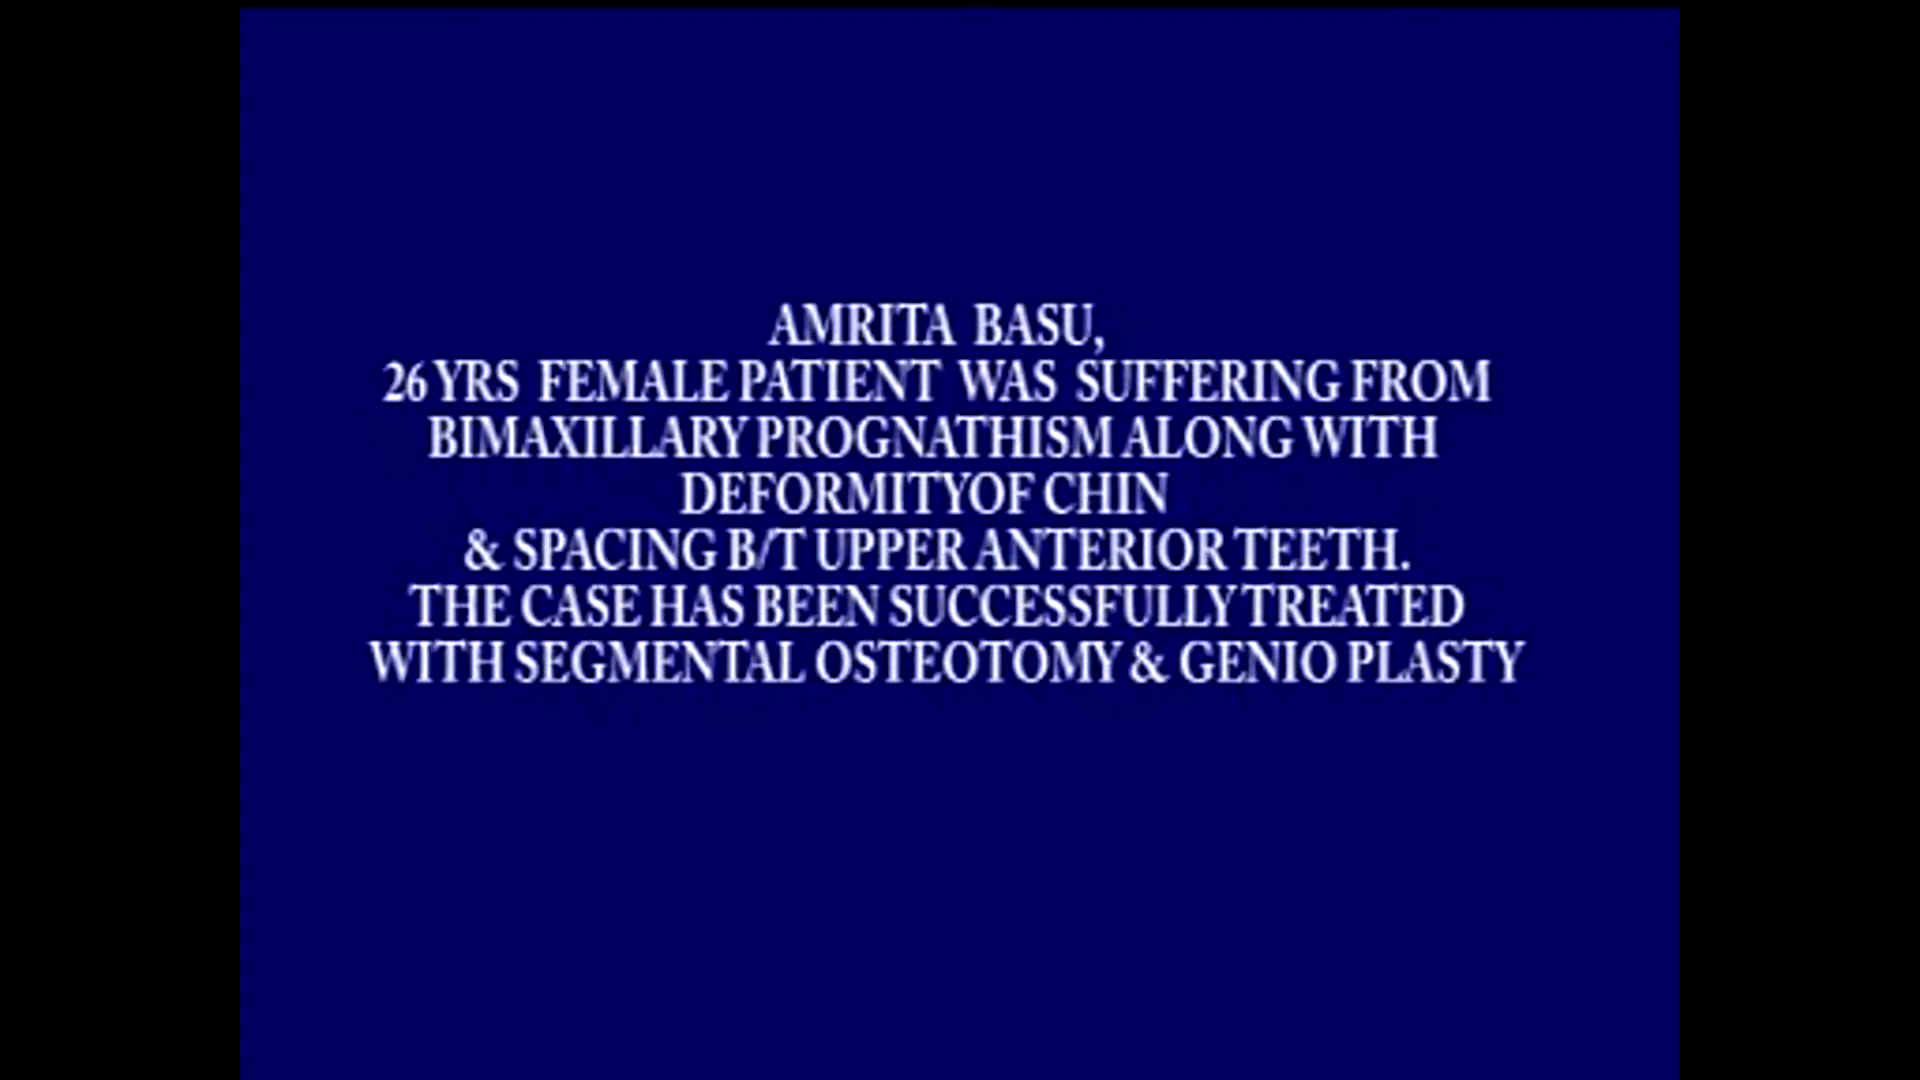 AMRITA BASU,
26 YRS FEMALE PATIENT WAS SUFFERING FROM
BIMAXILLARY PROGNATHISM ALONG WITH
DEFORMITYOF CHIN
& SPACING B/T UPPER ANTERIOR TEETH.
THE CASE HAS BEEN SUCCESSFULLY TREATED
WITH SEGMENTAL OSTEOTOMY & GENIO PLASTY